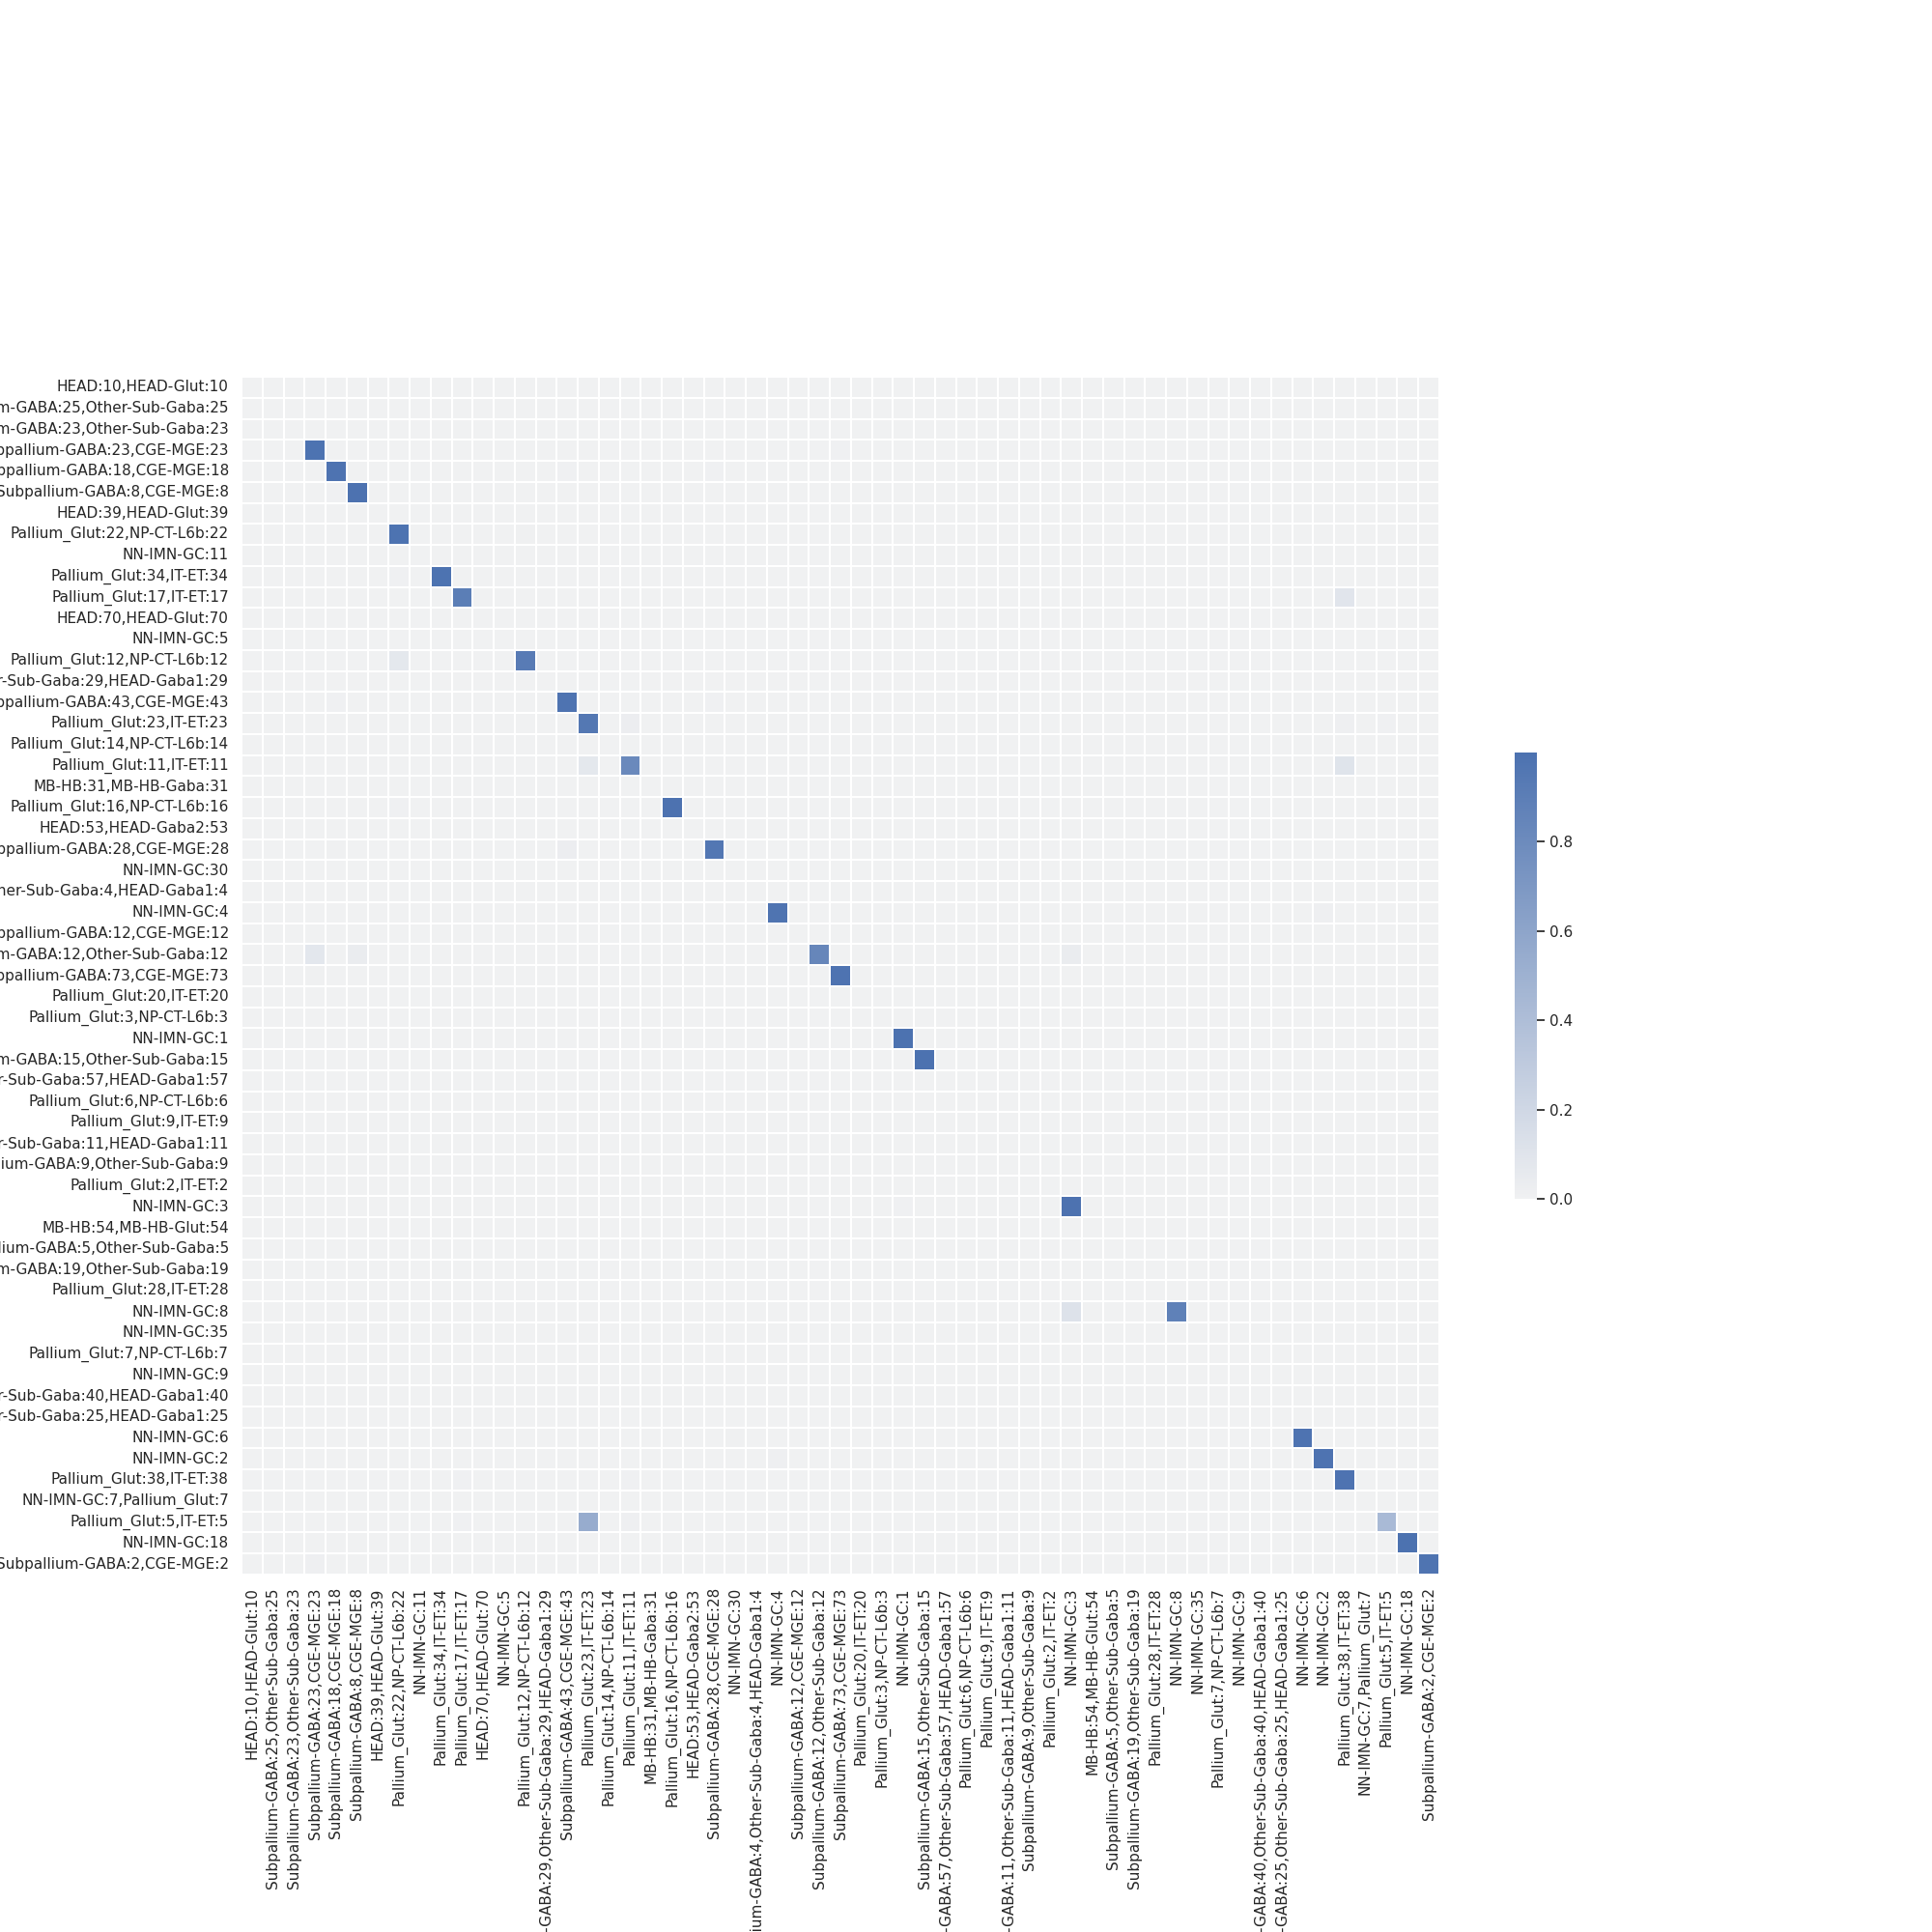 HEAD:10,HEAD-Glut:10
m-GABA:25,Other-Sub-Gaba:25
m-GABA:23,Other-Sub-Gaba:23
bpallium-GABA:23,CGE-MGE:23
bpallium-GABA:18,CGE-MGE:18
Subpallium-GABA:8,CGE-MGE:8
HEAD:39,HEAD-Glut:39
Pallium_Glut:22,NP-CT-L6b:22
NN-IMN-GC:11
Pallium_Glut:34,IT-ET:34
Pallium_Glut:17,IT-ET:17
HEAD:70,HEAD-Glut:70
NN-IMN-GC:5
Pallium_Glut:12,NP-CT-L6b:12
r-Sub-Gaba:29,HEAD-Gaba1:29
bpallium-GABA:43,CGE-MGE:43
Pallium_Glut:23,IT-ET:23
Pallium_Glut:14,NP-CT-L6b:14
Pallium_Glut:11,IT-ET:11
MB-HB:31,MB-HB-Gaba:31
Pallium_Glut:16,NP-CT-L6b:16
HEAD:53,HEAD-Gaba2:53
bpallium-GABA:28,CGE-MGE:28
NN-IMN-GC:30
her-Sub-Gaba:4,HEAD-Gaba1:4
NN-IMN-GC:4
bpallium-GABA:12,CGE-MGE:12
m-GABA:12,Other-Sub-Gaba:12
bpallium-GABA:73,CGE-MGE:73
Pallium_Glut:20,IT-ET:20
Pallium_Glut:3,NP-CT-L6b:3
NN-IMN-GC:1
m-GABA:15,Other-Sub-Gaba:15
r-Sub-Gaba:57,HEAD-Gaba1:57
Pallium_Glut:6,NP-CT-L6b:6
Pallium_Glut:9,IT-ET:9
r-Sub-Gaba:11,HEAD-Gaba1:11
ium-GABA:9,Other-Sub-Gaba:9
Pallium_Glut:2,IT-ET:2
NN-IMN-GC:3
MB-HB:54,MB-HB-Glut:54
lium-GABA:5,Other-Sub-Gaba:5
m-GABA:19,Other-Sub-Gaba:19
Pallium_Glut:28,IT-ET:28
NN-IMN-GC:8
NN-IMN-GC:35
Pallium_Glut:7,NP-CT-L6b:7
NN-IMN-GC:9
r-Sub-Gaba:40,HEAD-Gaba1:40
r-Sub-Gaba:25,HEAD-Gaba1:25
NN-IMN-GC:6
NN-IMN-GC:2
Pallium_Glut:38,IT-ET:38
NN-IMN-GC:7,Pallium_Glut:7
Pallium_Glut:5,IT-ET:5
NN-IMN-GC:18
Subpallium-GABA:2,CGE-MGE:2
HEAD:10,HEAD-Glut:10
Subpallium-GABA:25,Other-Sub-Gaba:25
Subpallium-GABA:23,Other-Sub-Gaba:23
Subpallium-GABA:23,CGE-MGE:23
Subpallium-GABA:18,CGE-MGE:18
Subpallium-GABA:8,CGE-MGE:8
HEAD:39,HEAD-Glut:39
Pallium_Glut:22,NP-CT-L6b:22
NN-IMN-GC:11
Pallium_Glut:34,IT-ET:34
Pallium_Glut:17,IT-ET:17
HEAD:70,HEAD-Glut:70
NN-IMN-GC:5
Pallium_Glut:12,NP-CT-L6b:12
-GABA:29,Other-Sub-Gaba:29,HEAD-Gaba1:29
Subpallium-GABA:43,CGE-MGE:43
Pallium_Glut:23,IT-ET:23
Pallium_Glut:14,NP-CT-L6b:14
Pallium_Glut:11,IT-ET:11
MB-HB:31,MB-HB-Gaba:31
Pallium_Glut:16,NP-CT-L6b:16
HEAD:53,HEAD-Gaba2:53
Subpallium-GABA:28,CGE-MGE:28
NN-IMN-GC:30
ium-GABA:4,Other-Sub-Gaba:4,HEAD-Gaba1:4
NN-IMN-GC:4
Subpallium-GABA:12,CGE-MGE:12
Subpallium-GABA:12,Other-Sub-Gaba:12
Subpallium-GABA:73,CGE-MGE:73
Pallium_Glut:20,IT-ET:20
Pallium_Glut:3,NP-CT-L6b:3
NN-IMN-GC:1
Subpallium-GABA:15,Other-Sub-Gaba:15
-GABA:57,Other-Sub-Gaba:57,HEAD-Gaba1:57
Pallium_Glut:6,NP-CT-L6b:6
Pallium_Glut:9,IT-ET:9
-GABA:11,Other-Sub-Gaba:11,HEAD-Gaba1:11
Subpallium-GABA:9,Other-Sub-Gaba:9
Pallium_Glut:2,IT-ET:2
NN-IMN-GC:3
MB-HB:54,MB-HB-Glut:54
Subpallium-GABA:5,Other-Sub-Gaba:5
Subpallium-GABA:19,Other-Sub-Gaba:19
Pallium_Glut:28,IT-ET:28
NN-IMN-GC:8
NN-IMN-GC:35
Pallium_Glut:7,NP-CT-L6b:7
NN-IMN-GC:9
-GABA:40,Other-Sub-Gaba:40,HEAD-Gaba1:40
-GABA:25,Other-Sub-Gaba:25,HEAD-Gaba1:25
NN-IMN-GC:6
NN-IMN-GC:2
Pallium_Glut:38,IT-ET:38
NN-IMN-GC:7,Pallium_Glut:7
Pallium_Glut:5,IT-ET:5
NN-IMN-GC:18
Subpallium-GABA:2,CGE-MGE:2
0.8
0.6
0.4
0.2
0.0